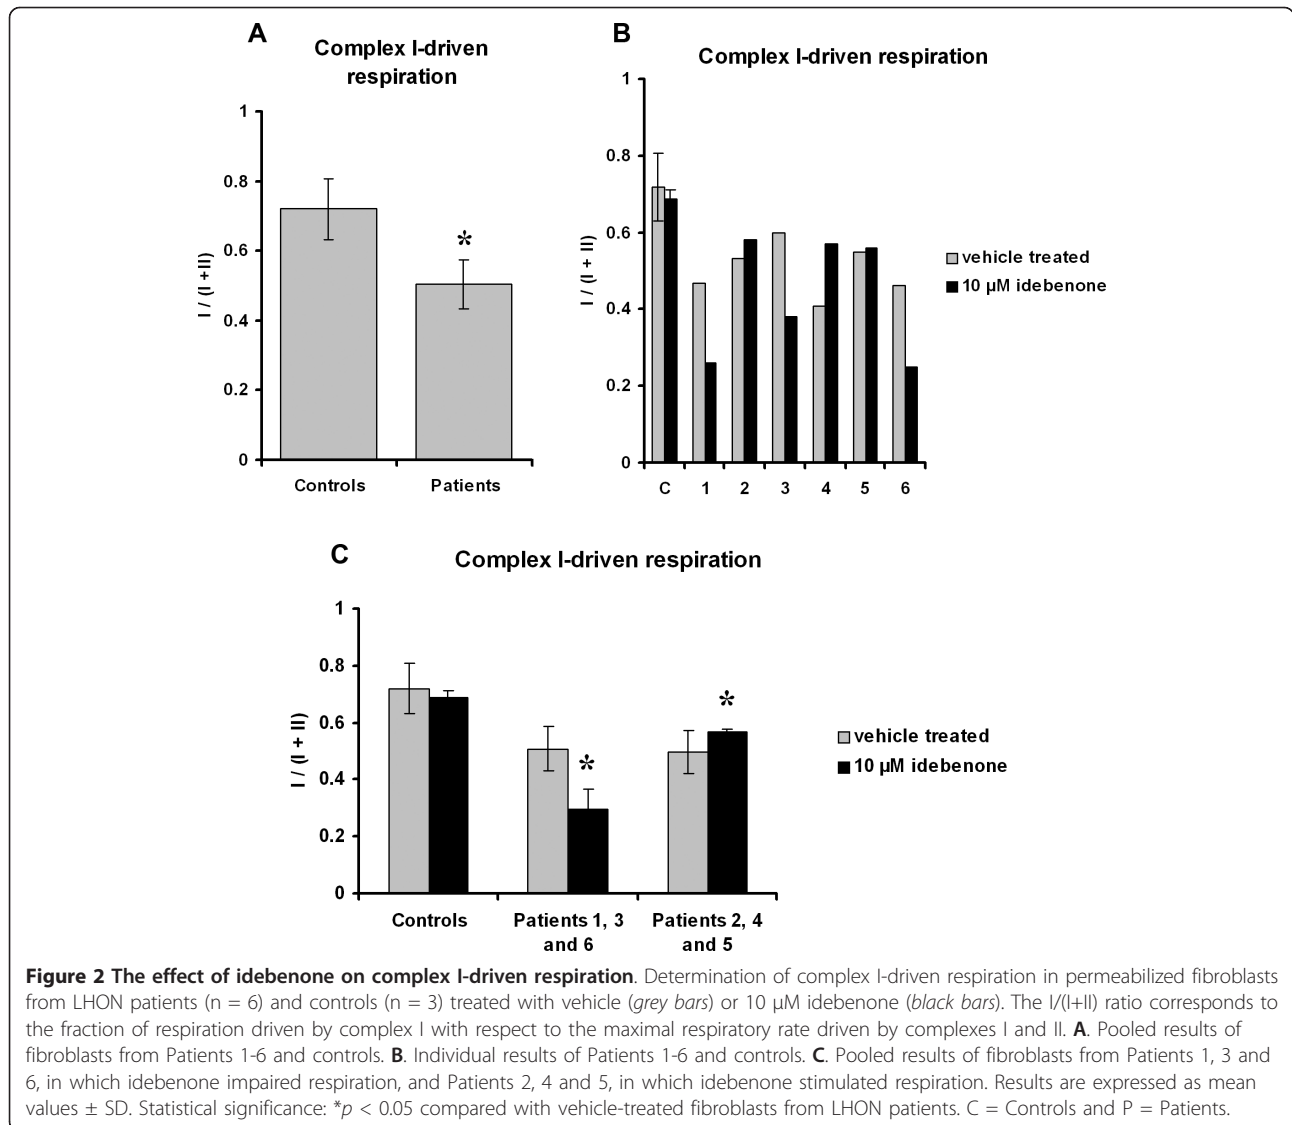 A
Complex I-driven
respiration
1
0.8
0.6
0.4
0.2
0
I / (I +II)
*
Controls
Patients
B
Complex I-driven respiration
1
0.8
0.6
0.4
0.2
0
I / (I + II)
C
1
2
3
4
5
6
vehicle treated
10 µM idebenone
C
Complex I-driven respiration
1
0.8
0.6
0.4
0.2
0
I / (I + II)
*
*
Controls
Patients 1, 3
and 6
Patients 2, 4
and 5
vehicle treated
10 µM idebenone
Figure 2 The effect of idebenone on complex I-driven respiration. Determination of complex I-driven respiration in permeabilized fibroblasts
from LHON patients (n = 6) and controls (n = 3) treated with vehicle (grey bars) or 10 μM idebenone (black bars). The I/(I+II) ratio corresponds to
the fraction of respiration driven by complex I with respect to the maximal respiratory rate driven by complexes I and II. A. Pooled results of
fibroblasts from Patients 1-6 and controls. B. Individual results of Patients 1-6 and controls. C. Pooled results of fibroblasts from Patients 1, 3 and
6, in which idebenone impaired respiration, and Patients 2, 4 and 5, in which idebenone stimulated respiration. Results are expressed as mean
values ± SD. Statistical significance: *p < 0.05 compared with vehicle-treated fibroblasts from LHON patients. C = Controls and P = Patients.